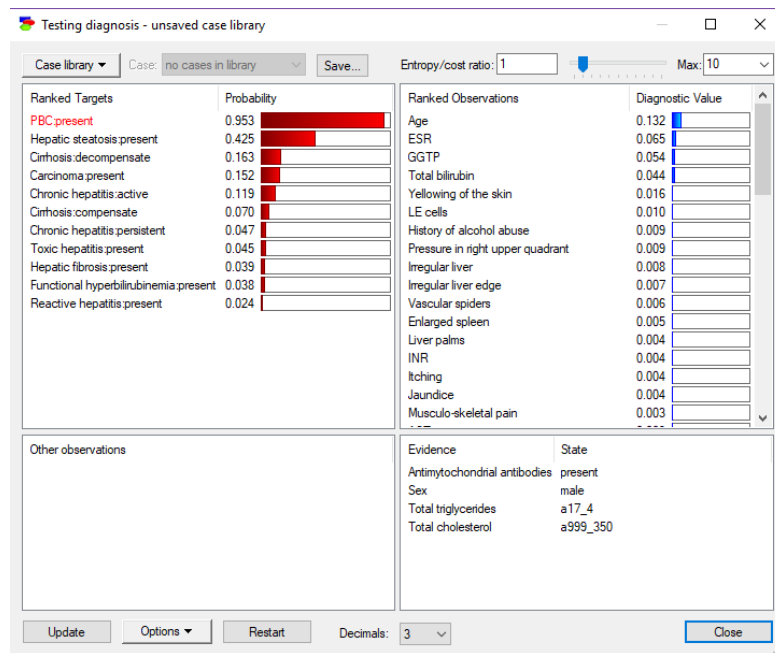 Testing diagnosis - unsaved case library
Case library Case: no cases in library Save... Entropy/cost ratio: 1 Max: 10
Ranked Targets Probability
PBC:present 0.953
Hepatic steatosis:present 0.425
Cirrhosis:decompensate 0.163
Carcinoma:present 0.152
Chronic hepatitis:active 0.119
Cirrhosis:compensate 0.070
Chronic hepatitis:persistent 0.047
Toxic hepatitis:present 0.045
Hepatic fibrosis:present 0.039
Functional hyperbilirubinemia:present 0.038
Reactive hepatitis:present 0.024
Ranked Observations Diagnostic Value
Age 0.132
ESR 0.065
GGTP 0.054
Total bilirubin 0.044
Yellowing of the skin 0.016
LE cells 0.010
History of alcohol abuse 0.009
Pressure in right upper quadrant 0.009
Irregular liver 0.008
Irregular liver edge 0.007
Vascular spiders 0.006
Enlarged spleen 0.005
Liver palms 0.004
INR 0.004
Itching 0.004
Jaundice 0.004
Musculo-skeletal pain 0.003
Other observations
Evidence State
Antimytochondrial antibodies present
Sex male
Total triglycerides a17_4
Total cholesterol a999_350
Update Options Restart Decimals: 3 Close